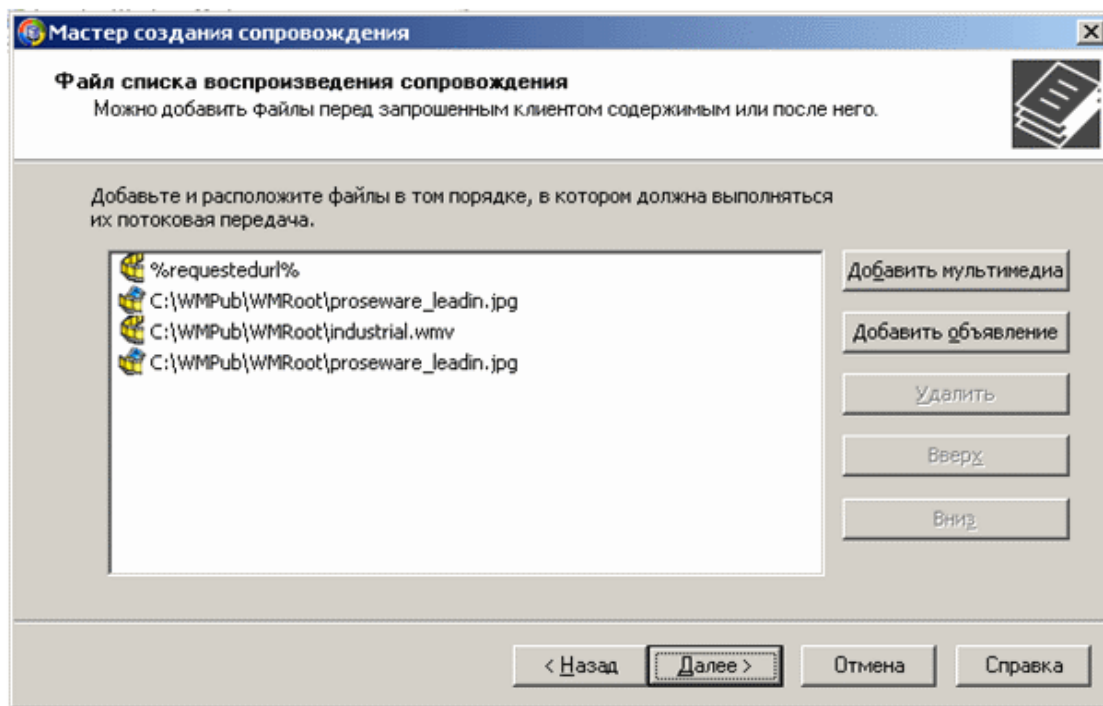 Мастер создания сопровождения
Файл списка воспроизведения сопровождения
Можно добавить файлы перед запрошенным клиентом содержимым или после него.
Добавьте и расположите файлы в том порядке, в котором должна выполняться
их потоковая передача.
%requestedurl%
C:\WMPub\WMRoot\proseware_leadin.jpg
C:\WMPub\WMRoot\industrial.wmv
C:\WMPub\WMRoot\proseware_leadin.jpg
Добавить мультимедиа
Добавить объявление
Удалить
Вверх
Вниз
< Назад
Далее >
Отмена
Справка